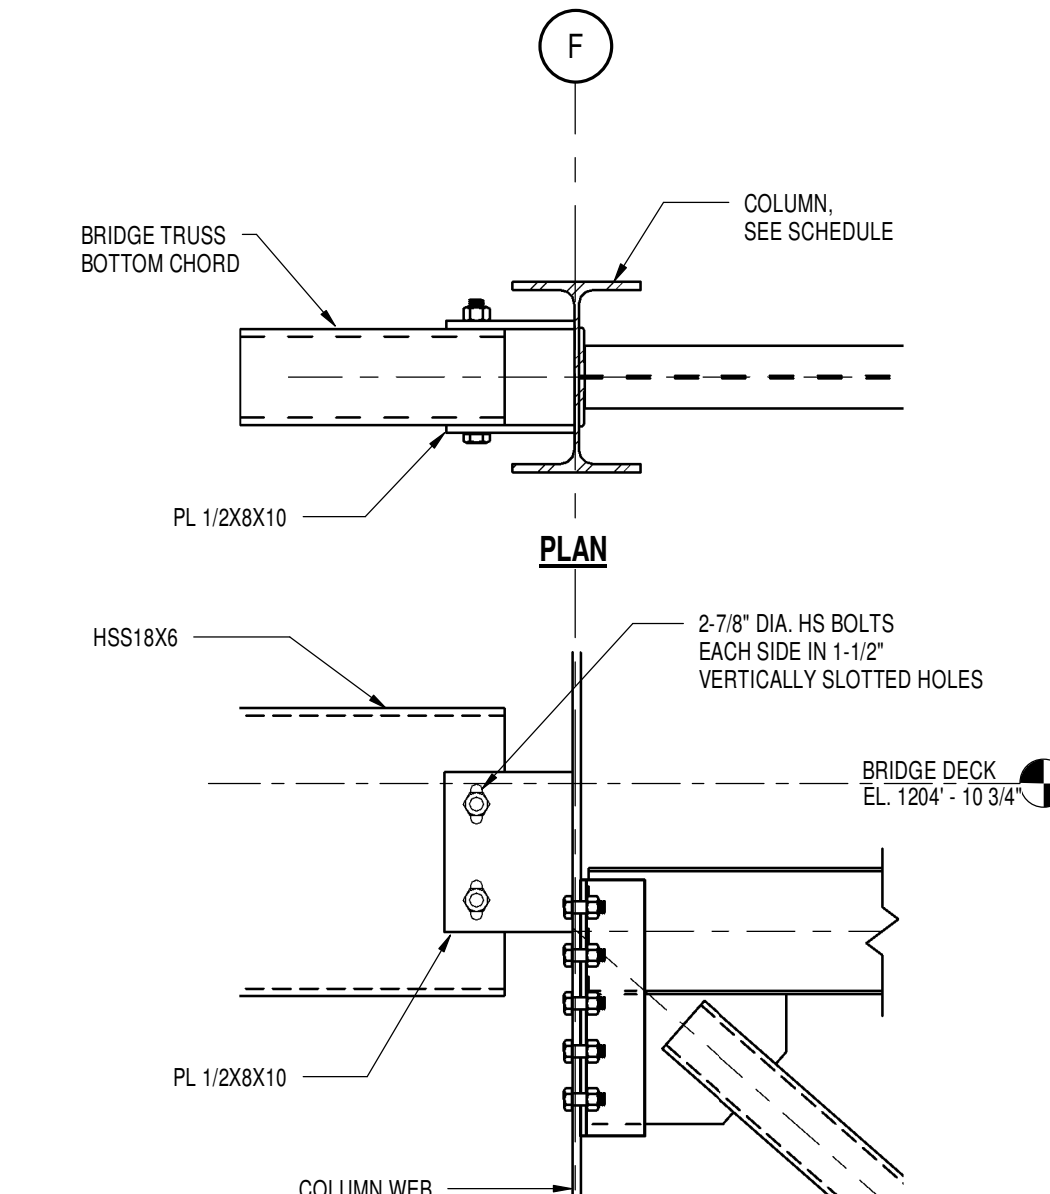 F
COLUMN,
SEE SCHEDULE
BRIDGE TRUSS
BOTTOM CHORD
PL 1/2X8X10
PLAN
HSS18X6
2-7/8" DIA. HS BOLTS
EACH SIDE IN 1-1/2"
VERTICALLY SLOTTED HOLES
BRIDGE DECK
EL. 1204' - 10 3/4"
PL 1/2X8X10
COLUMN WEB